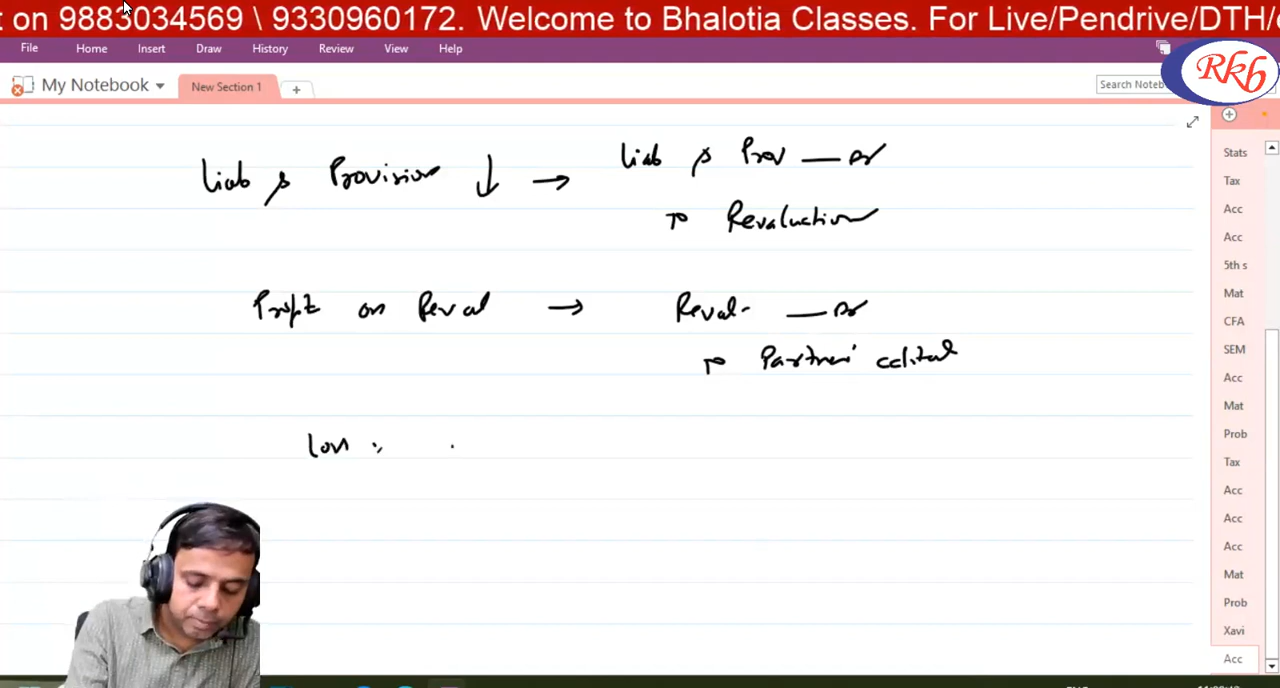 t on 9883034569 \ 9330960172. Welcome to Bhalotia Classes. For Live/Pendrive/DTH/
File Home Insert Draw History Review View Help
Rkb
My Notebook New Section 1 + Search Noteb
Liab & Provision ↓ → Liab & Prov — Dr
To Revaluation
Profit on Reval → Reval - — Dr
To Partners' capital
Loss :
Stats
Tax
Acc
Acc
5th s
Mat
CFA
SEM
Acc
Mat
Prob
Tax
Acc
Acc
Acc
Mat
Prob
Xavi
Acc